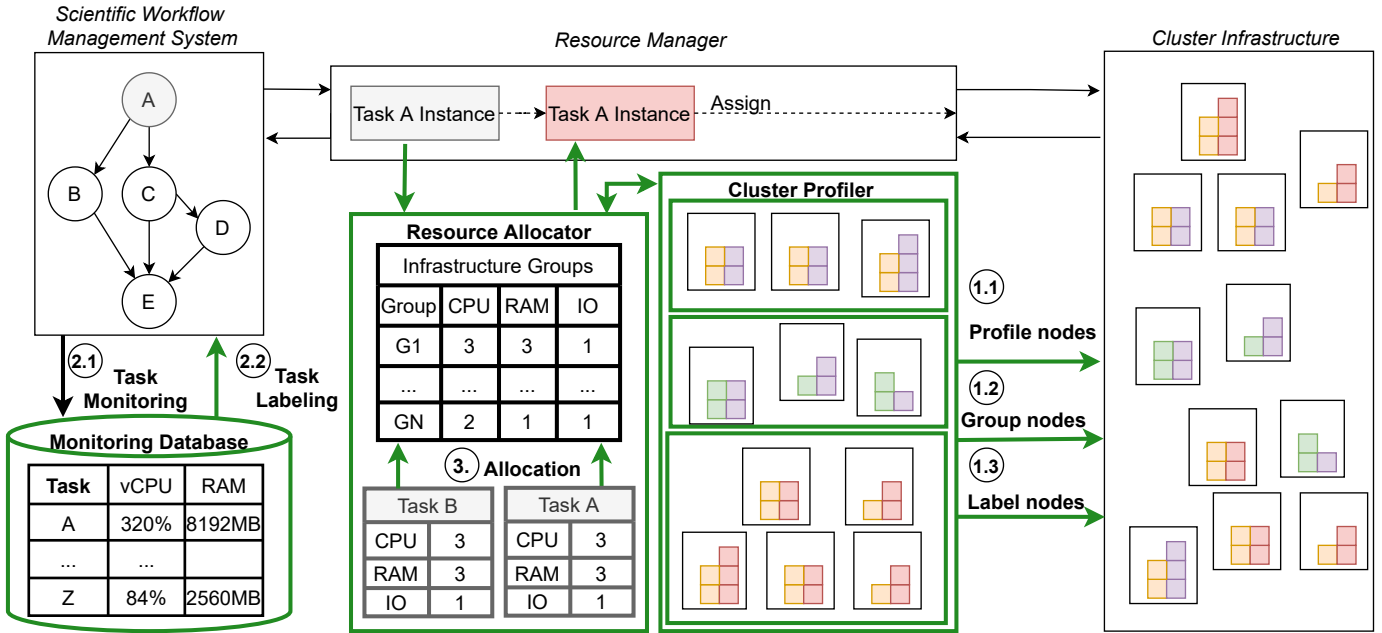 Scientific Workflow
Management System
Resource Manager
Cluster Infrastructure
A
B
C
D
E
Task A Instance
Task A Instance
Assign
2.1
Task
Monitoring
2.2
Task
Labeling
Monitoring Database
Task vCPU RAM
A 320% 8192MB
... ...
Z 84% 2560MB
Resource Allocator
Infrastructure Groups
Group CPU RAM IO
G1 3 3 1
... ... ... ...
GN 2 1 1
3. Allocation
Task B
CPU 3
RAM 3
IO 1
Task A
CPU 3
RAM 3
IO 1
Cluster Profiler
1.1
Profile nodes
1.2
Group nodes
1.3
Label nodes